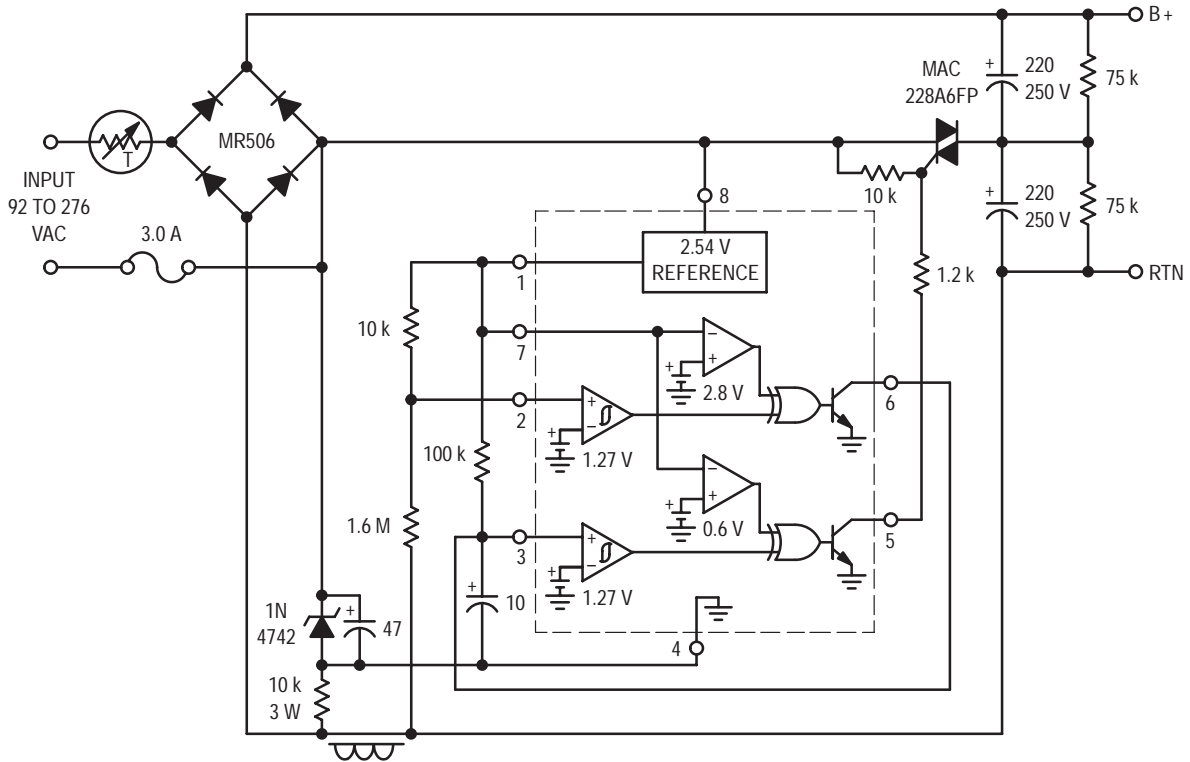 B+
MAC
228A6FP
+
220
250 V
75 k
MR506
T
INPUT
92 TO 276
VAC
3.0 A
10 k
8
+
220
250 V
75 k
2.54 V
REFERENCE
1
RTN
1.2 k
10 k
7
−
+
+
2.8 V
6
2
+
−
+
1.27 V
100 k
−
+
+
0.6 V
5
1.6 M
3
+
−
+
1.27 V
1N
4742
+
47
+
10
4
10 k
3 W